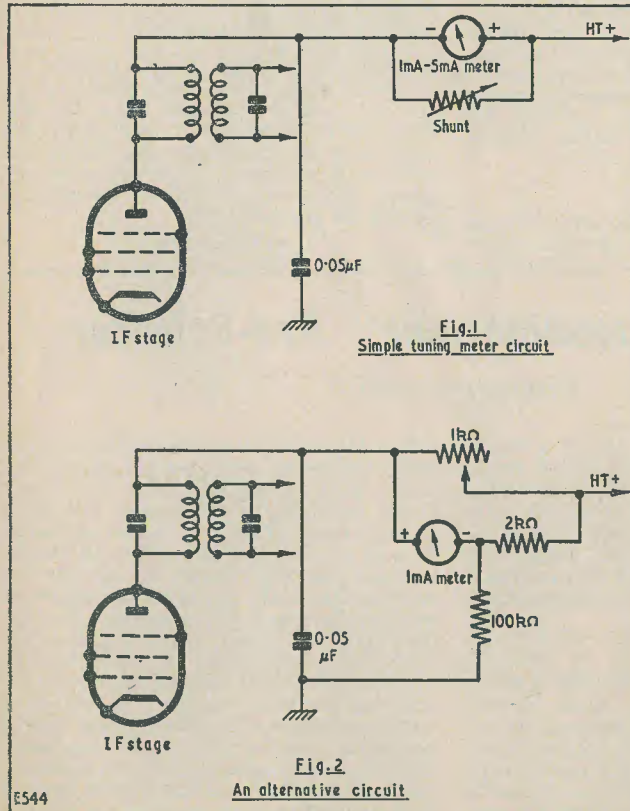 - +
HT+
1mA-5mA meter
Shunt
0·05µF
IF stage
Fig.1
Simple tuning meter circuit
1kΩ
HT+
+ -
2kΩ
1mA meter
100kΩ
0·05
µF
IF stage
Fig.2
An alternative circuit
E544